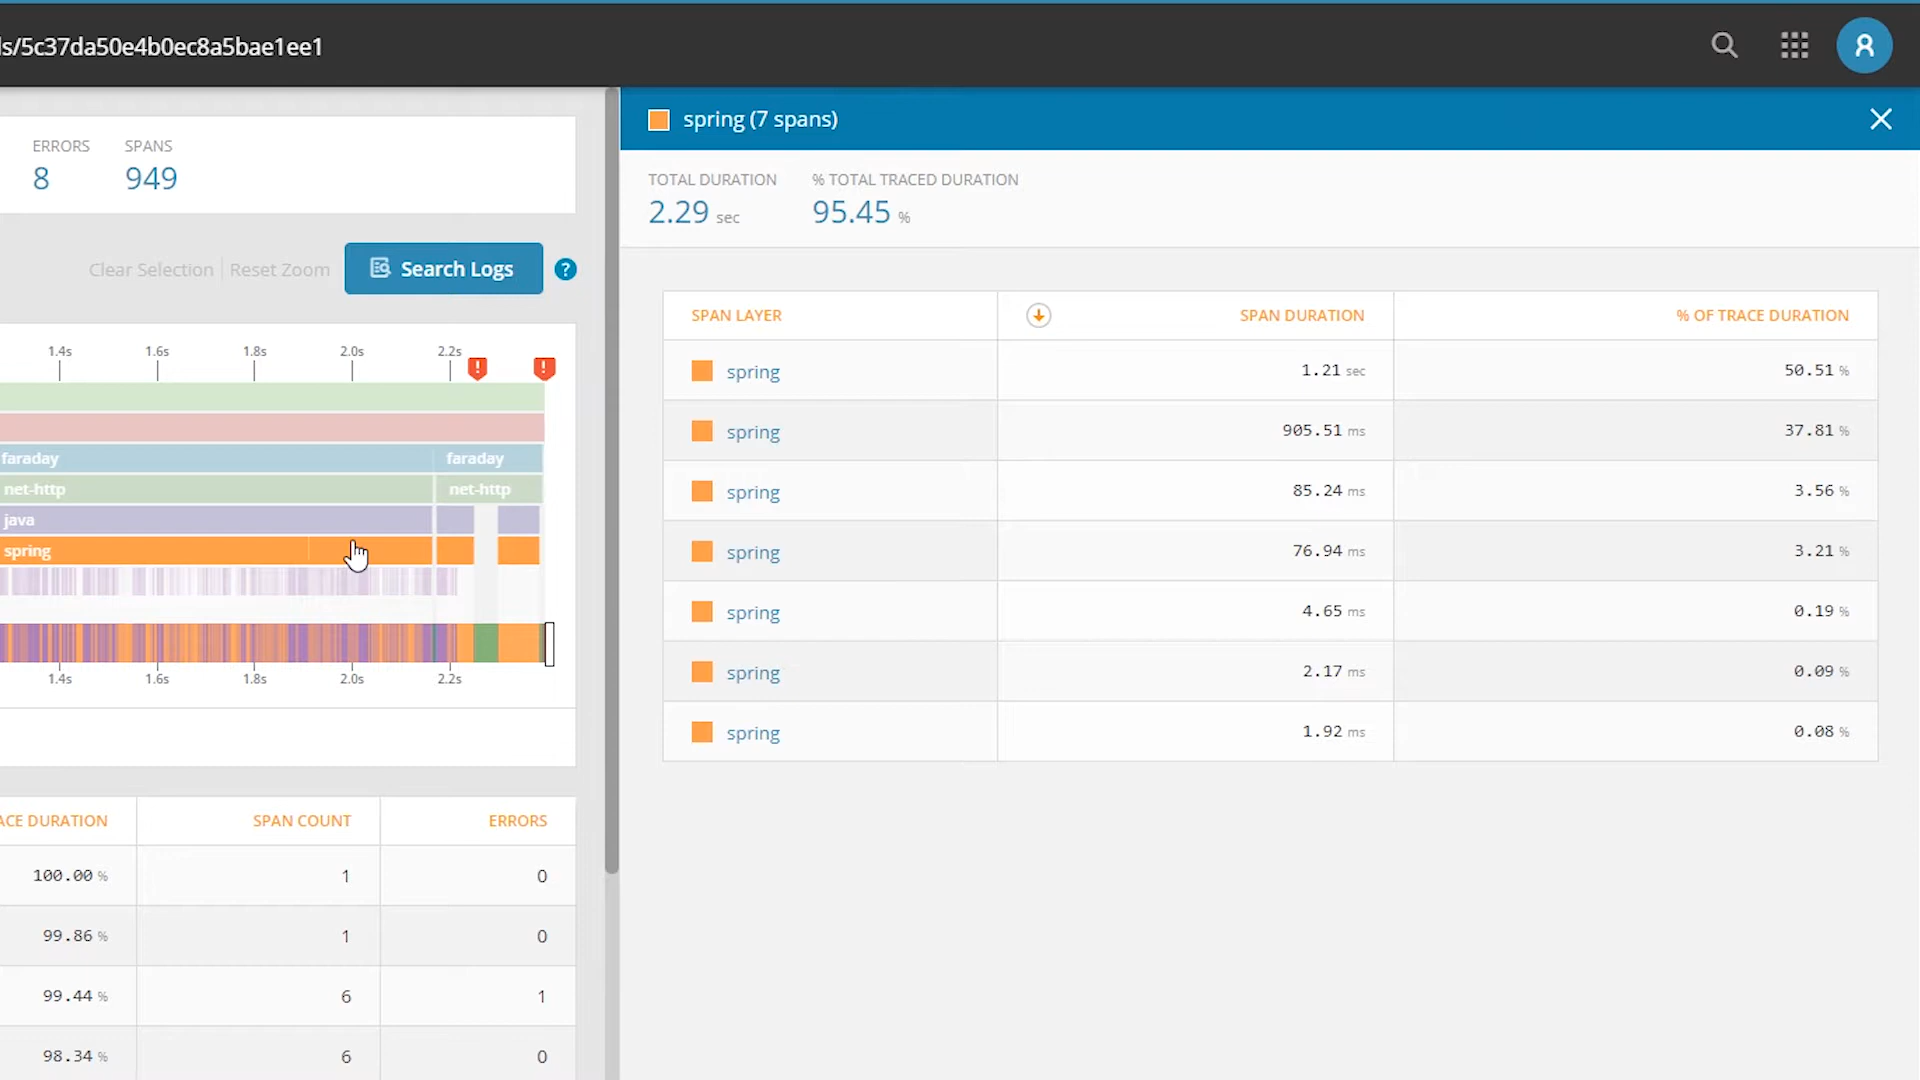 ls/5c37da50e4b0ec8a5bae1ee1
ERRORS SPANS
8 949
Clear Selection Reset Zoom Search Logs ?
1.4s 1.6s 1.8s 2.0s 2.2s
! !
faraday faraday
net-http net-http
java
spring
1.4s 1.6s 1.8s 2.0s 2.2s
ACE DURATION SPAN COUNT ERRORS
100.00 % 1 0
99.86 % 1 0
99.44 % 6 1
98.34 % 6 0
spring (7 spans)
TOTAL DURATION % TOTAL TRACED DURATION
2.29 sec 95.45 %
SPAN LAYER SPAN DURATION % OF TRACE DURATION
spring 1.21 sec 50.51 %
spring 905.51 ms 37.81 %
spring 85.24 ms 3.56 %
spring 76.94 ms 3.21 %
spring 4.65 ms 0.19 %
spring 2.17 ms 0.09 %
spring 1.92 ms 0.08 %